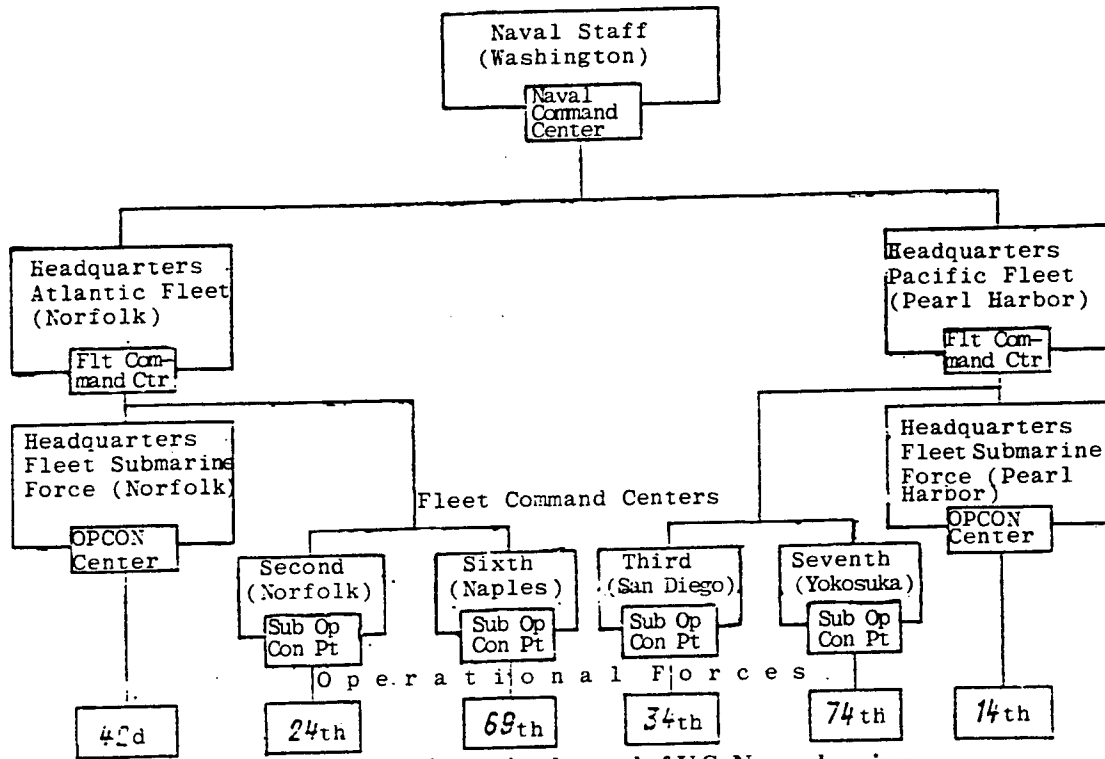 Naval Staff
(Washington)
Naval
Command
Center
Headquarters
Atlantic Fleet
(Norfolk)
Flt Com-
mand Ctr
Headquarters
Pacific Fleet
(Pearl Harbor)
Flt Com-
mand Ctr
Headquarters
Fleet Submarine
Force (Norfolk)
OPCON
Center
Headquarters
Fleet Submarine
Force (Pearl
Harbor)
OPCON
Center
Fleet Command Centers
Second
(Norfolk)
Sub Op
Con Pt
Sixth
(Naples)
Sub Op
Con Pt
Third
(San Diego)
Sub Op
Con Pt
Seventh
(Yokosuka)
Sub Op
Con Pt
Operational Forces
24th
69th
34th
74th
14th